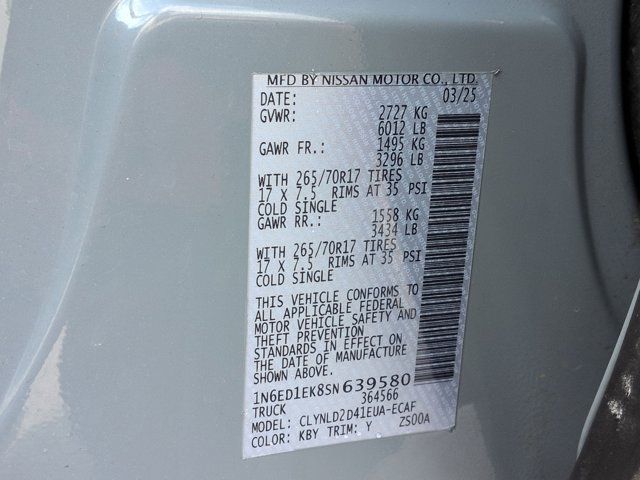 MFD BY NISSAN MOTOR CO., LTD.
DATE: 03/25
GVWR: 2727 KG
6012 LB
GAWR FR.: 1495 KG
3296 LB
WITH 265/70R17 TIRES
17 X 7.5 RIMS AT 35 PSI
COLD SINGLE
GAWR RR.: 1558 KG
3434 LB
WITH 265/70R17 TIRES
17 X 7.5 RIMS AT 35 PSI
COLD SINGLE
THIS VEHICLE CONFORMS TO
ALL APPLICABLE FEDERAL
MOTOR VEHICLE SAFETY AND
THEFT PREVENTION
STANDARDS IN EFFECT ON
THE DATE OF MANUFACTURE
SHOWN ABOVE.
1N6ED1EK8SN639580
TRUCK 364566
MODEL: CLYNLD2D41EUA-ECAF
COLOR: KBY TRIM: Y ZS00A